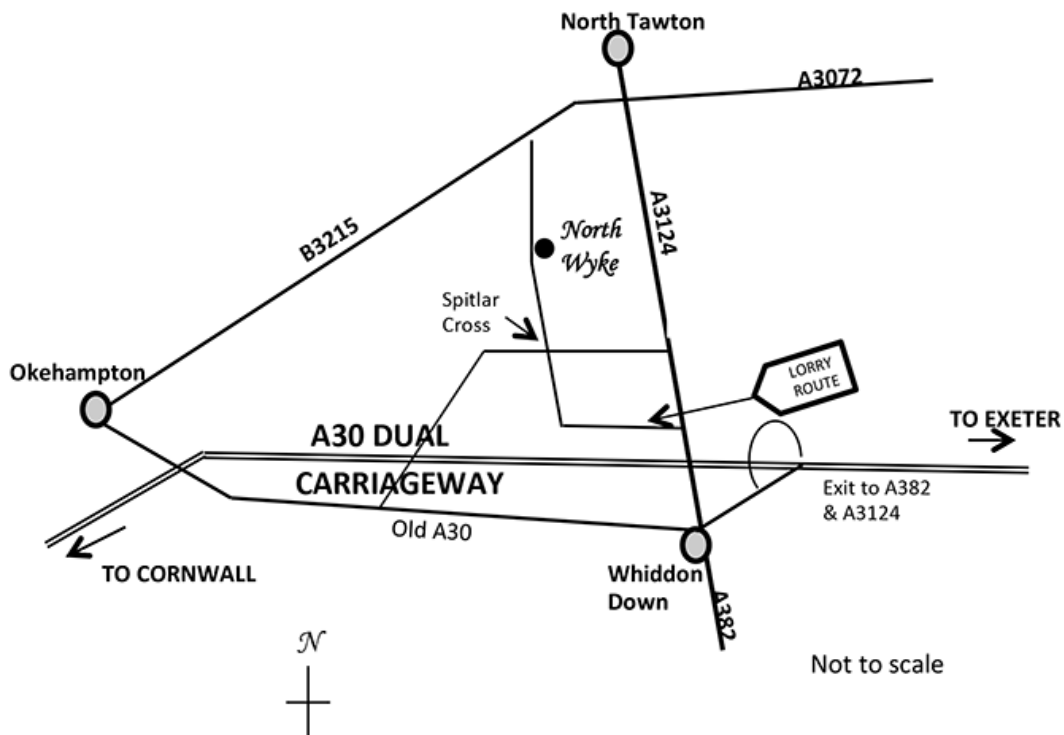 North Tawton
A3072
A3124
B3215
North
Wyke
Spitlar
Cross
Okehampton
LORRY
ROUTE
TO EXETER
A30 DUAL
CARRIAGEWAY
Exit to A382
& A3124
Old A30
TO CORNWALL
Whiddon
Down
A382
N
Not to scale